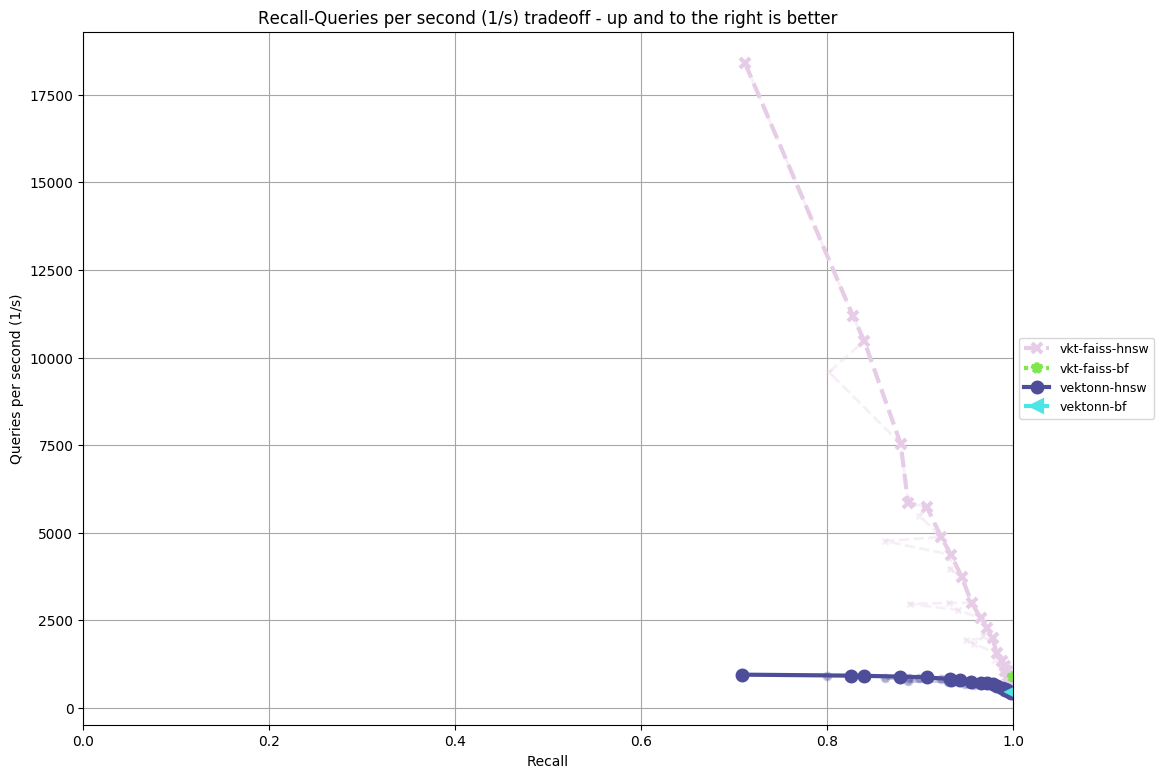 Recall-Queries per second (1/s) tradeoff - up and to the right is better
Queries per second (1/s)
17500
15000
12500
10000
7500
5000
2500
0
0.0
0.2
0.4
0.6
0.8
1.0
Recall
vkt-faiss-hnsw
vkt-faiss-bf
vektonn-hnsw
vektonn-bf